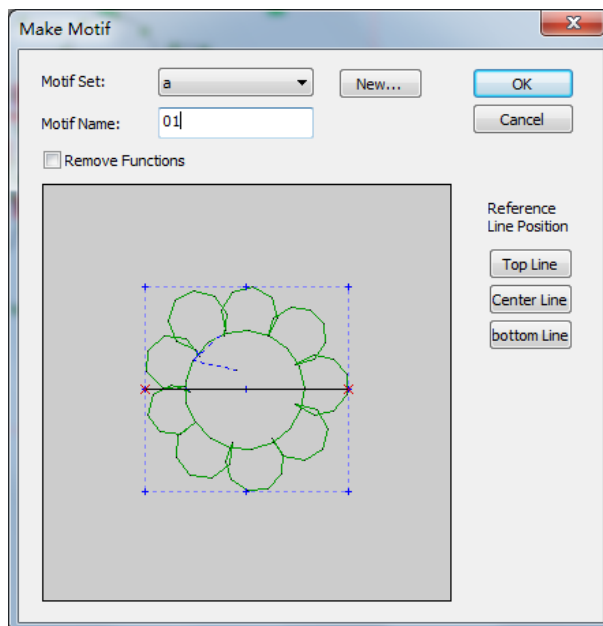 Make Motif
Motif Set:
a
New...
OK
Motif Name:
01
Cancel
Remove Functions
Reference
Line Position
Top Line
Center Line
bottom Line